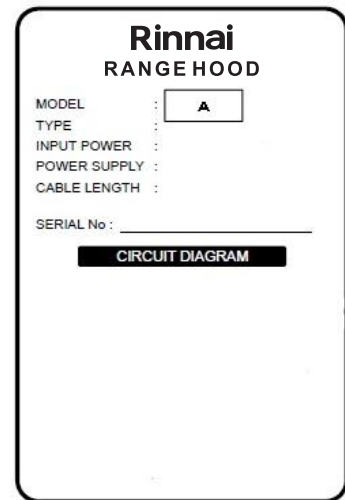 Rinnai
RANGE HOOD
MODEL : A
TYPE :
INPUT POWER :
POWER SUPPLY :
CABLE LENGTH :
SERIAL No :
CIRCUIT DIAGRAM